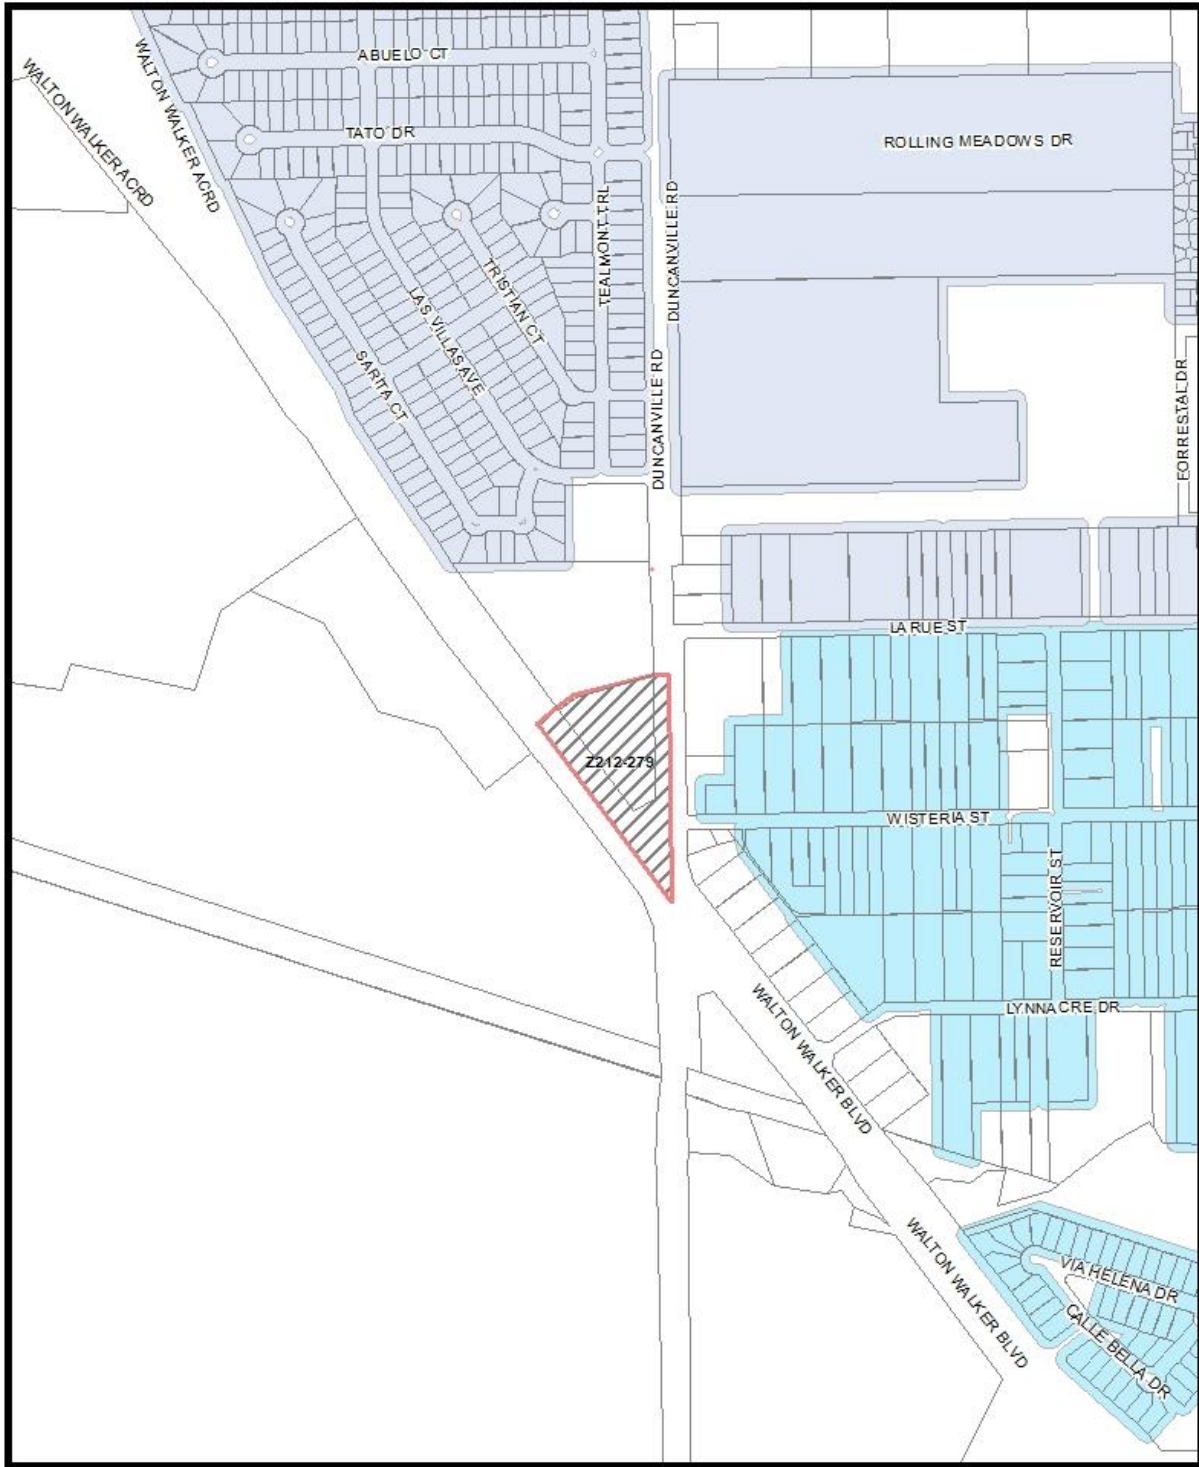 ABUELO CT
WALTON WALKER ACRD
WALTON WALKER ACRD
TATO DR
ROLLING MEADOWS DR
TEALMONT TRL
DUNCANVILLE RD
TRISTIAN CT
LAS VILLAS AVE
SARITA CT
DUNCANVILLE RD
FORRESTAL DR
LA RUE ST
Z212-279
WISTERIA ST
RESERVOIR ST
LYNNACRE DR
WALTON WALKER BLVD
WALTON WALKER BLVD
VIA HELENA DR
CALLE BELLA DR